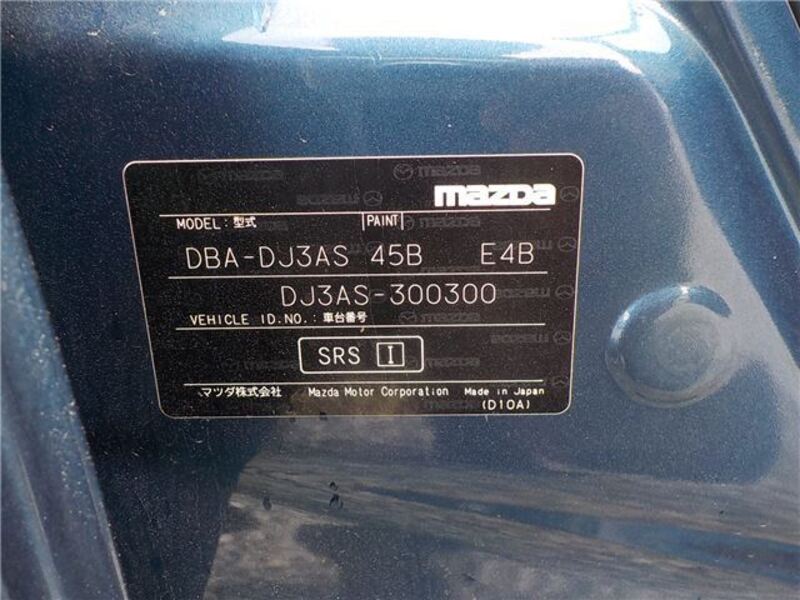 mazda
MODEL: 型式 PAINT
DBA-DJ3AS 45B E4B
DJ3AS-300300
VEHICLE ID.NO.: 車台番号
SRS I
マツダ株式会社 Mazda Motor Corporation Made in Japan
(D10A)